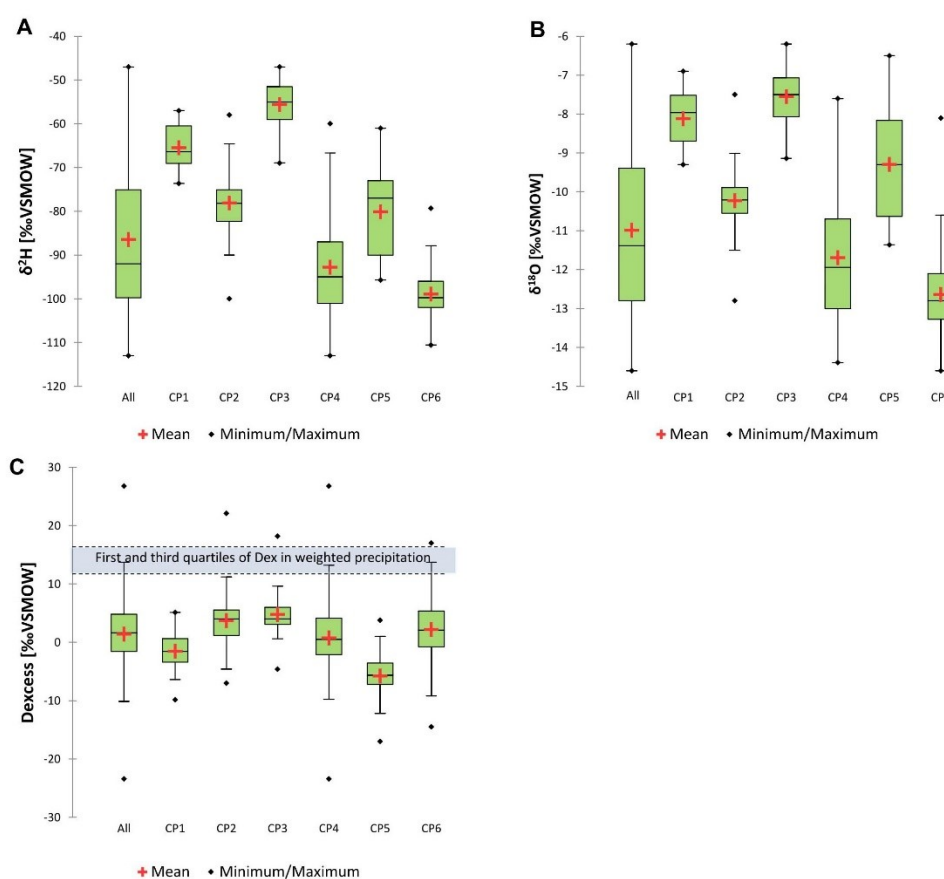 A
-40
-50
-60
-70
-80
-90
-100
-110
-120
δ²H [‰VSMOW]
All CP1 CP2 CP3 CP4 CP5 CP6
Mean Minimum/Maximum
B
-6
-7
-8
-9
-10
-11
-12
-13
-14
-15
δ¹⁸O [‰VSMOW]
All CP1 CP2 CP3 CP4 CP5 CP
Mean Minimum/Maximum
C
30
20
10
0
-10
-20
-30
Dexcess [‰VSMOW]
First and third quartiles of Dex in weighted precipitation
All CP1 CP2 CP3 CP4 CP5 CP6
Mean Minimum/Maximum